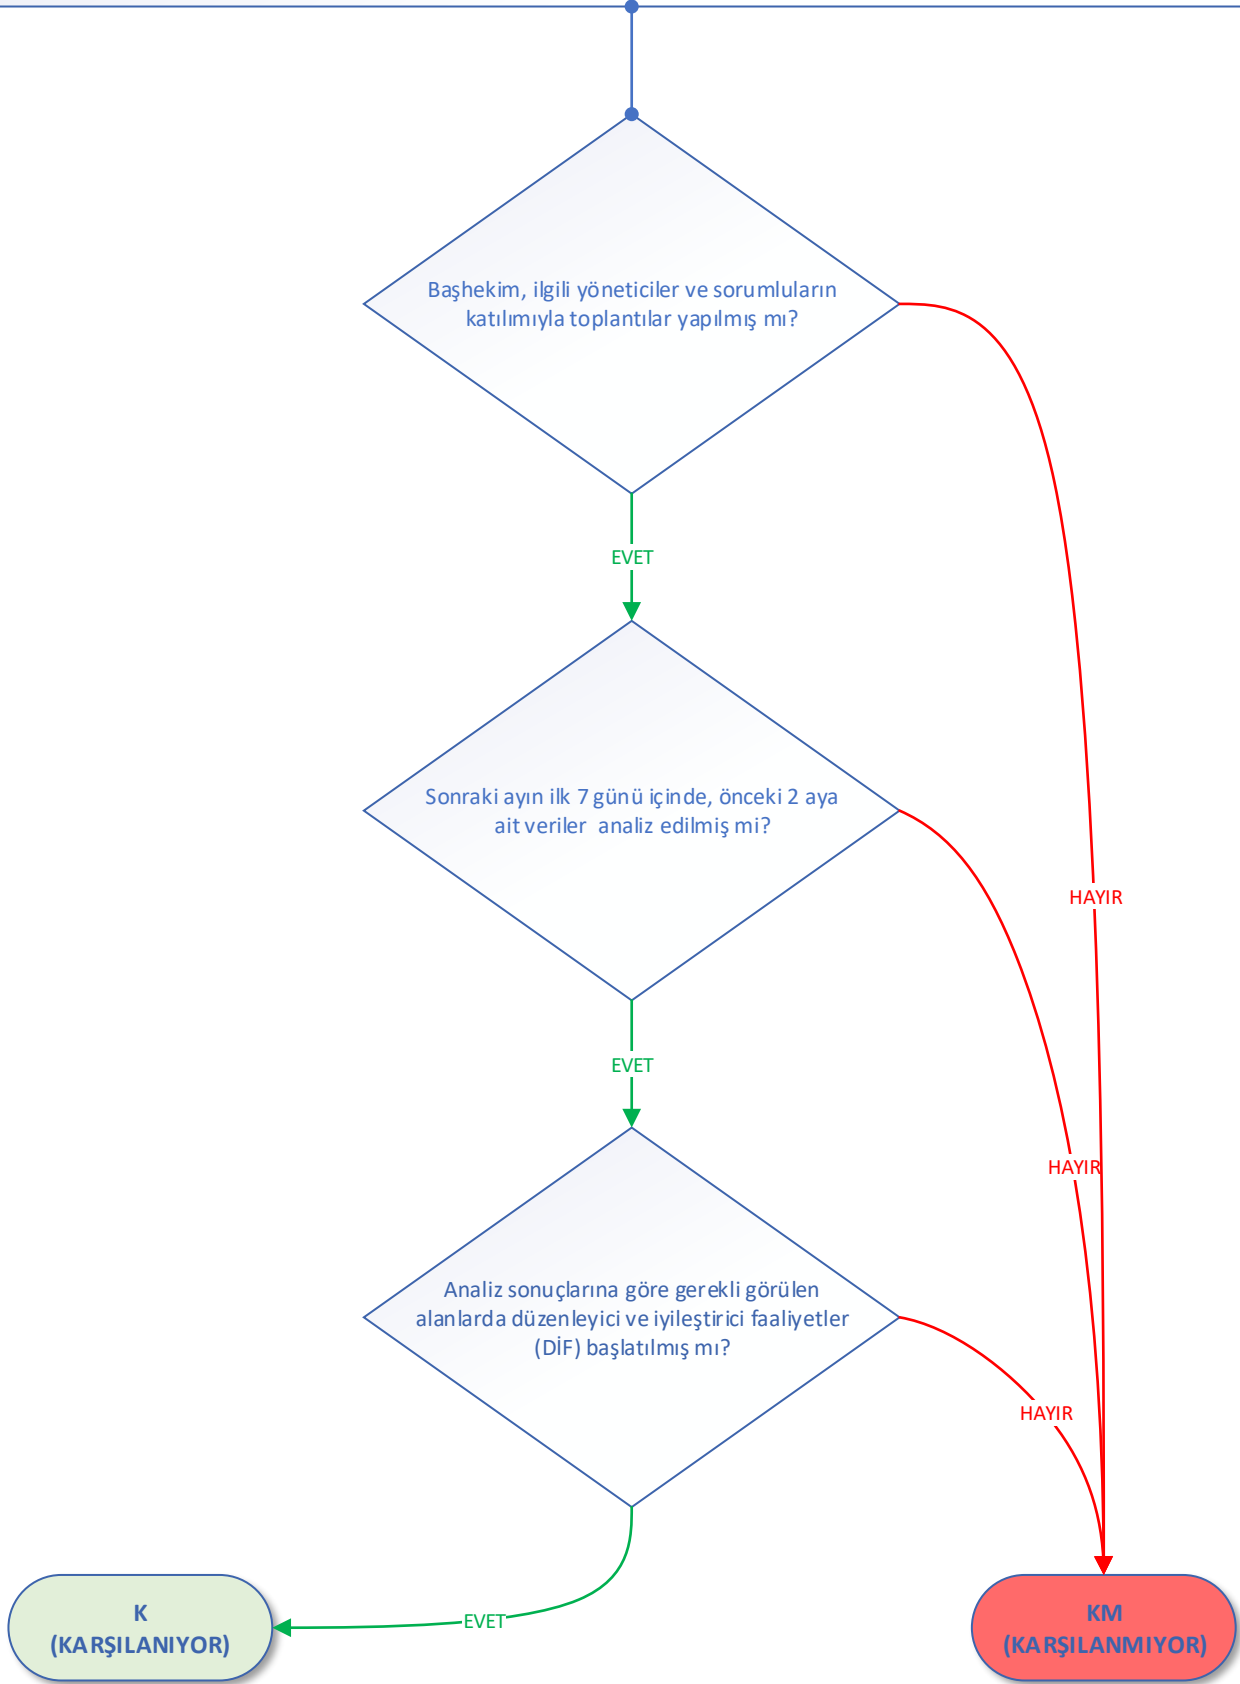 Başhekim, ilgili yöneticiler ve sorumluların
katılımıyla toplantılar yapılmış mı?
EVET
Sonraki ayın ilk 7 günü içinde, önceki 2 aya
ait veriler analiz edilmiş mi?
HAYIR
EVET
HAYIR
Analiz sonuçlarına göre gerekli görülen
alanlarda düzenleyici ve iyileştirici faaliyetler
(DİF) başlatılmış mı?
HAYIR
EVET
K
(KARŞILANIYOR)
KM
(KARŞILANMIYOR)